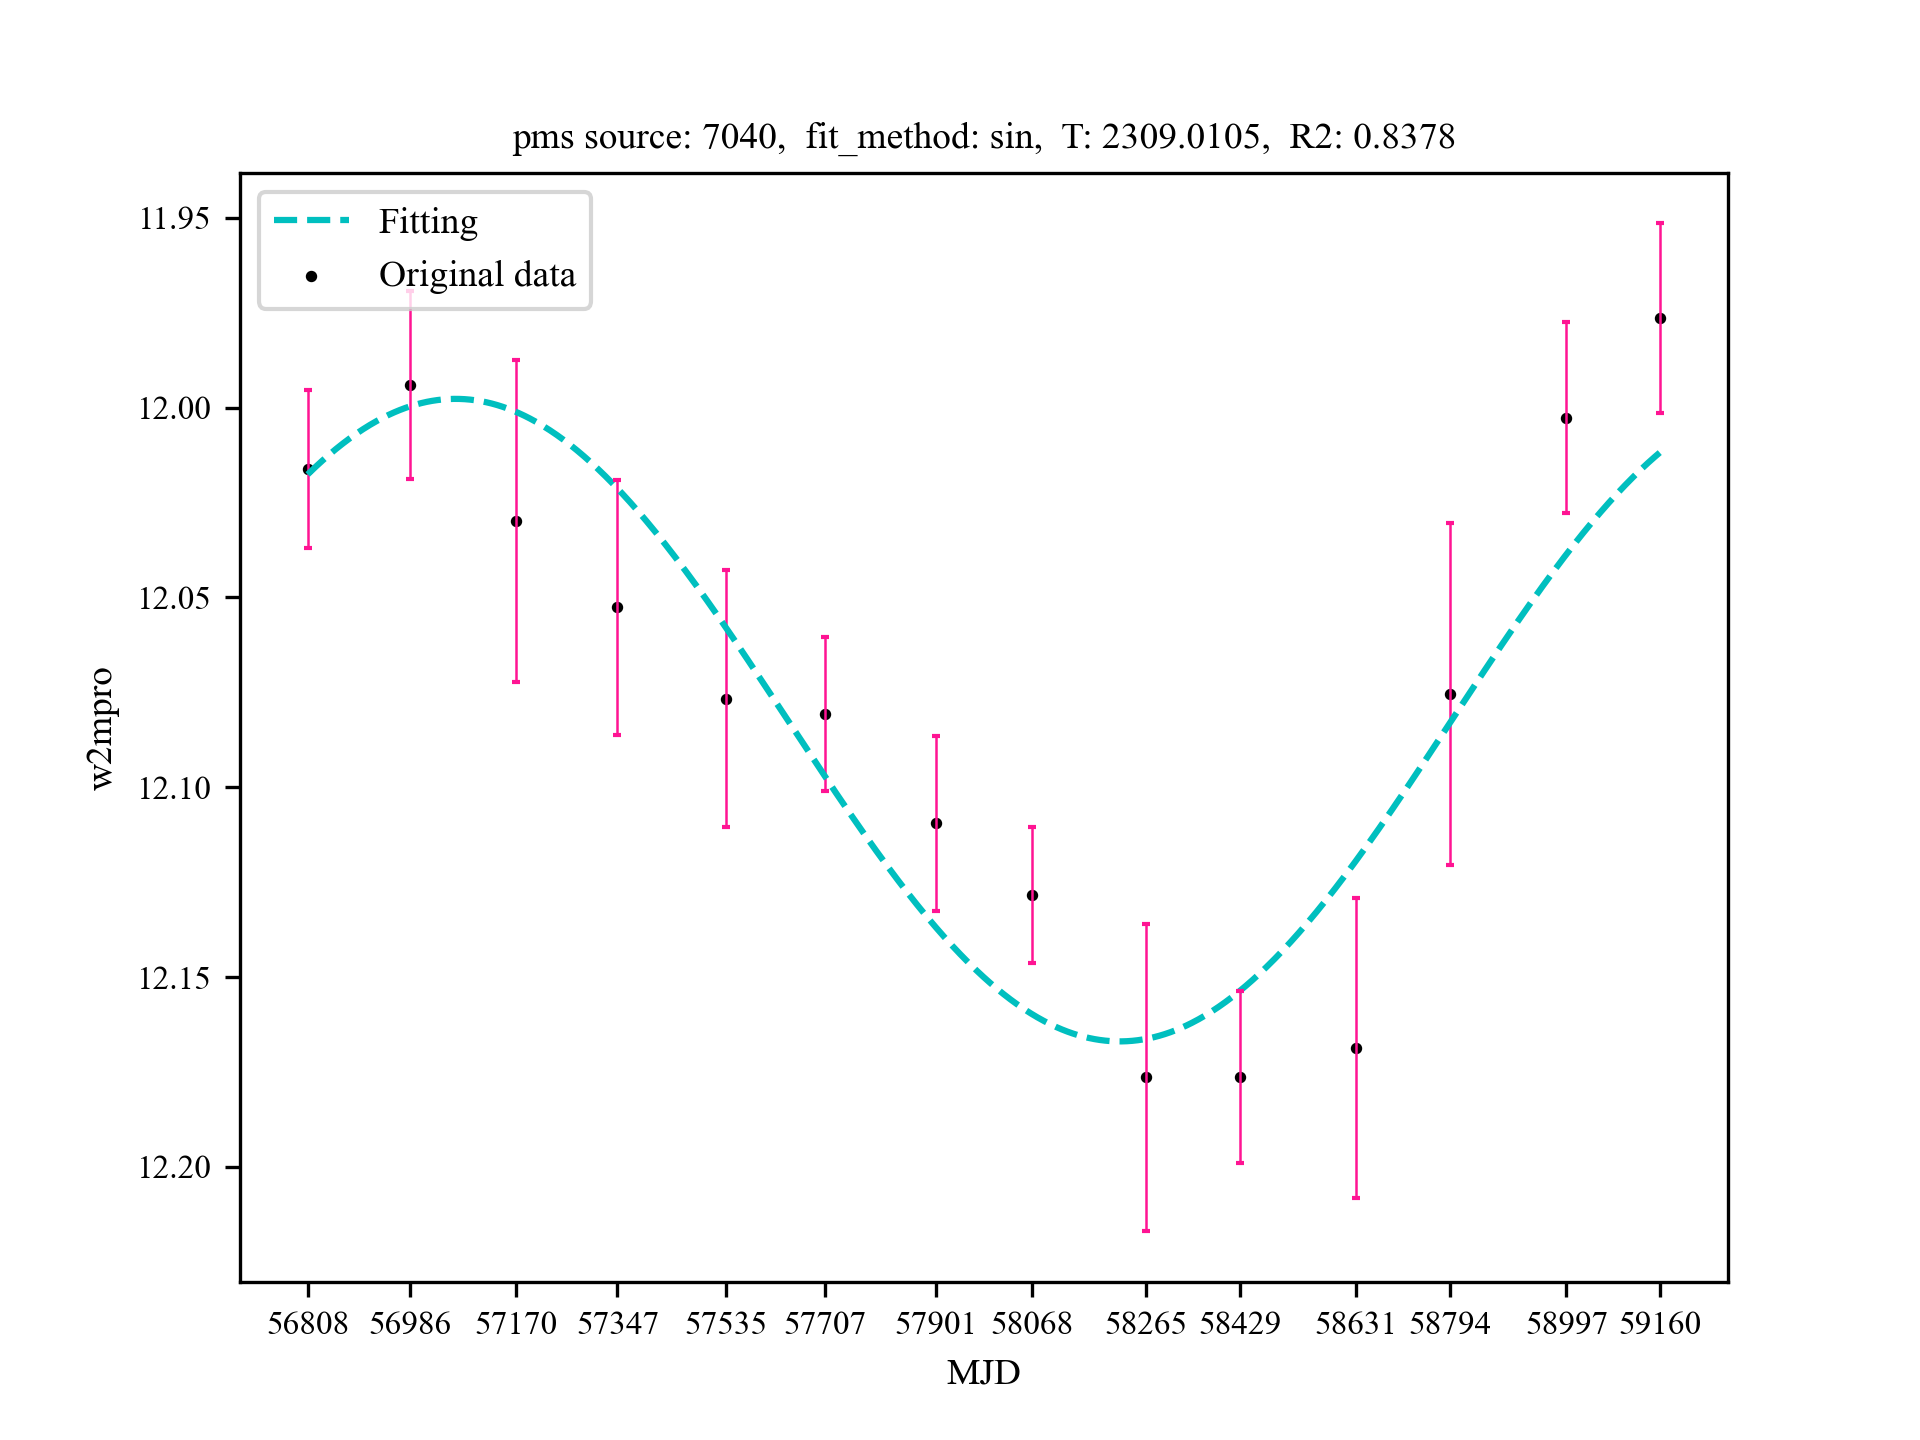 pms source: 7040,  fit_method: sin,  T: 2309.0105,  R2: 0.8378
Fitting
Original data
11.95
12.00
12.05
12.10
12.15
12.20
w2mpro
56808 56986 57170 57347 57535 57707 57901 58068 58265 58429 58631 58794 58997 59160
MJD